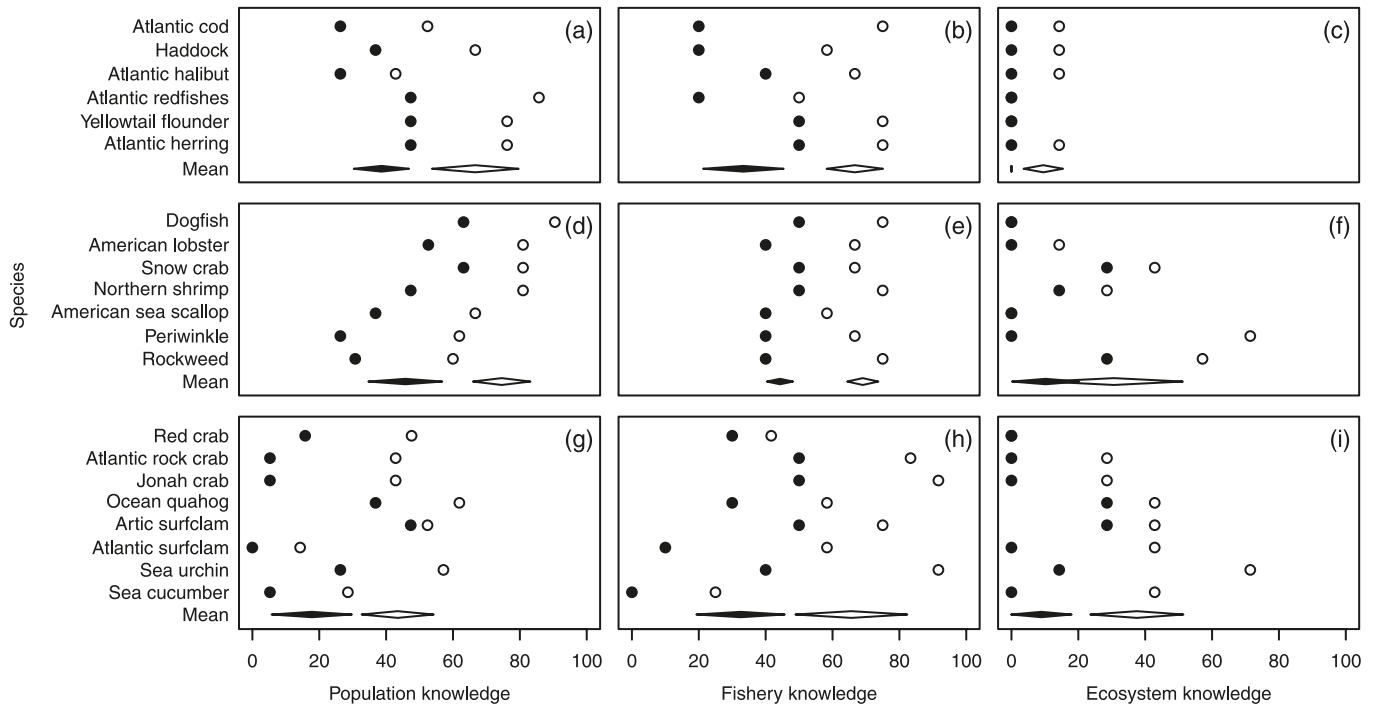 Species
Atlantic cod
Haddock
Atlantic halibut
Atlantic redfishes
Yellowtail flounder
Atlantic herring
Mean
(a)
(b)
(c)
Dogfish
American lobster
Snow crab
Northern shrimp
American sea scallop
Periwinkle
Rockweed
Mean
(d)
(e)
(f)
Red crab
Atlantic rock crab
Jonah crab
Ocean quahog
Artic surfclam
Atlantic surfclam
Sea urchin
Sea cucumber
Mean
(g)
(h)
(i)
0 20 40 60 80 100
0 20 40 60 80 100
0 20 40 60 80 100
Population knowledge
Fishery knowledge
Ecosystem knowledge